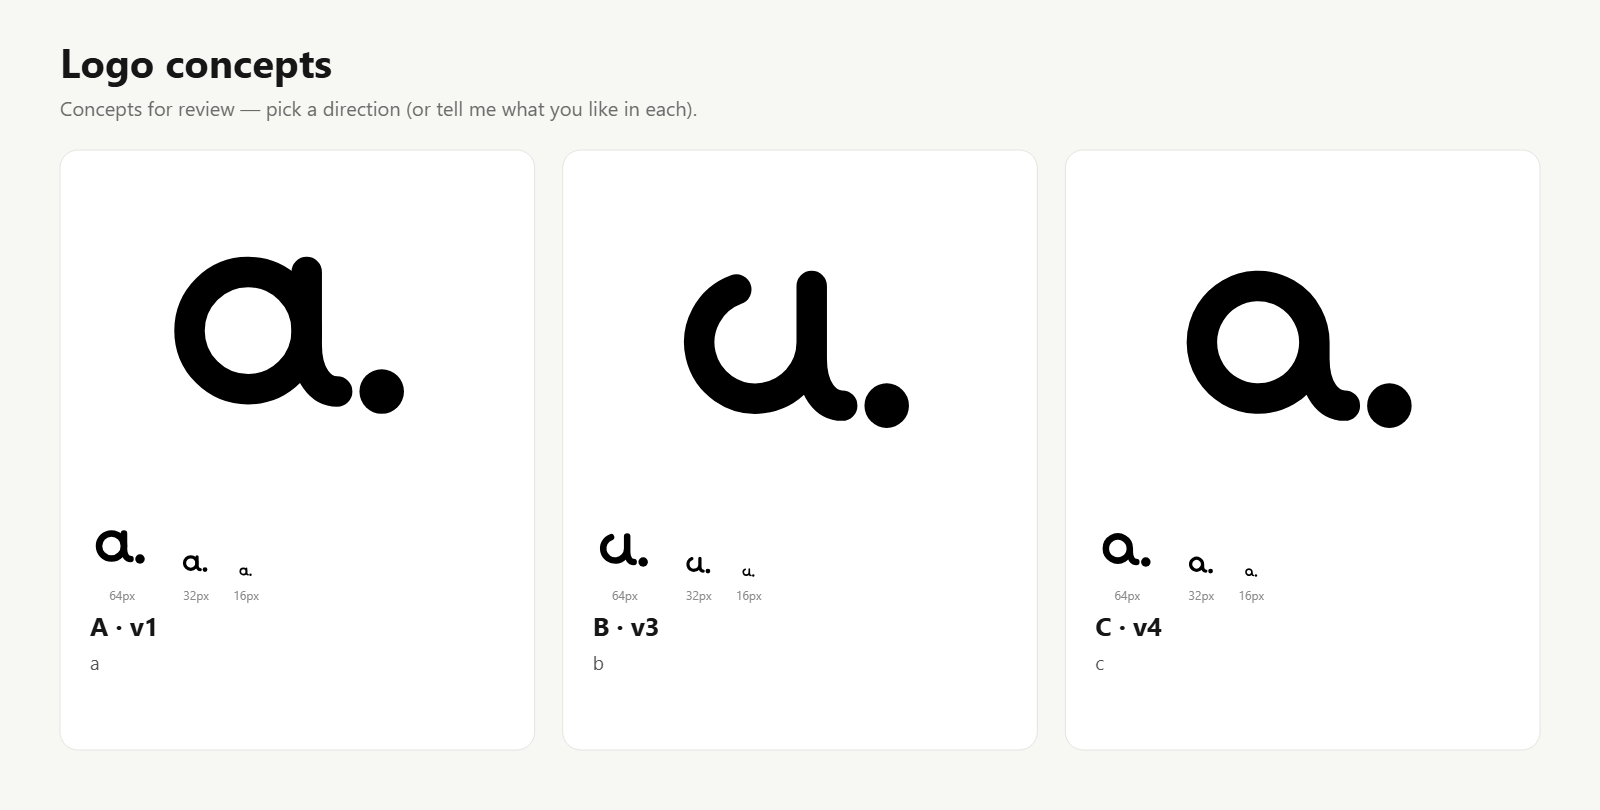 Logo concepts
Concepts for review — pick a direction (or tell me what you like in each).
a.
a.
a.
a.
64px
32px
16px
A · v1
a
u.
u.
u.
u.
64px
32px
16px
B · v3
b
a.
a.
a.
a.
64px
32px
16px
C · v4
c